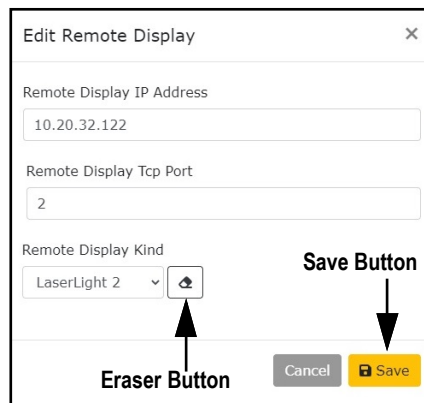 Edit Remote Display ×
Remote Display IP Address
10.20.32.122
Remote Display Tcp Port
2
Remote Display Kind
LaserLight 2
Save Button
Eraser Button
Cancel Save